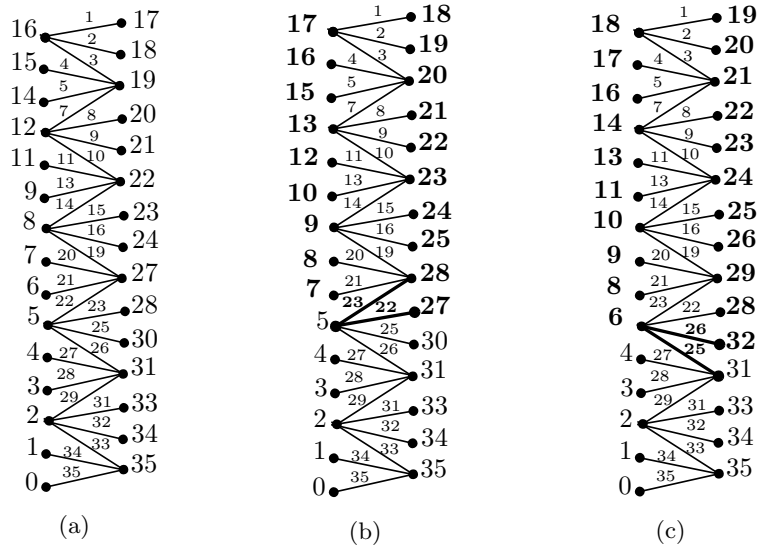 1 17
16 2 18
15 4 3 19
14 5
7 8 20
12 9 21
11 11 10 22
9 13
14 15 23
8 16 24
7 20 19 27
6 21
22 23 28
5 25 30
4 27 26 31
3 28
29 31 33
2 32 34
1 34 33 35
0 35
(a)
1 18
17 2 19
16 4 3 20
15 5
7 8 21
13 9 22
12 11 10 23
10 13
14 15 24
9 16 25
8 20 19 28
7 21
23 22 27
5 25 30
4 27 26 31
3 28
29 31 33
2 32 34
1 34 33 35
0 35
(b)
1 19
18 2 20
17 4 3 21
16 5
7 8 22
14 9 23
13 11 10 24
11 13
14 15 25
10 16 26
9 20 19 29
8 21
23 22 28
6 26 32
4 27 25 31
3 28
29 31 33
2 32 34
1 34 33 35
0 35
(c)